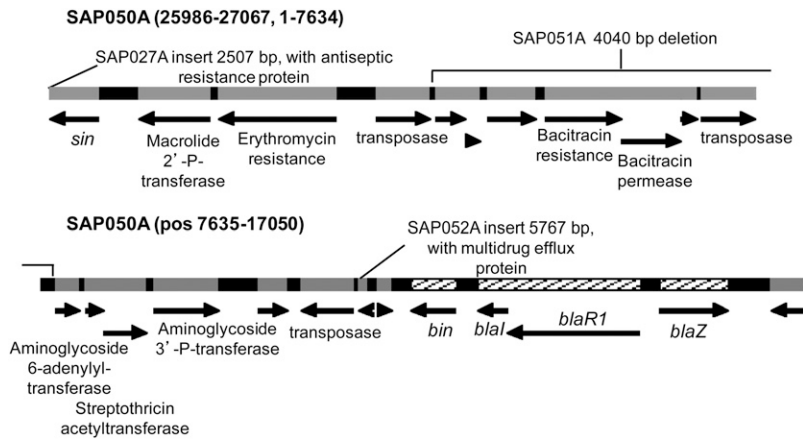 SAP050A (25986-27067, 1-7634)
SAP051A 4040 bp deletion
SAP027A insert 2507 bp, with antiseptic
resistance protein
sin
Macrolide
2’-P-
transferase
Erythromycin
resistance
transposase
Bacitracin
resistance
Bacitracin
permease
transposase
SAP050A (pos 7635-17050)
SAP052A insert 5767 bp,
with multidrug efflux
protein
Aminoglycoside
6-adenylyl-
transferase
Streptothricin
acetyltransferase
Aminoglycoside
3’-P-transferase
transposase
bin
blaI
blaR1
blaZ